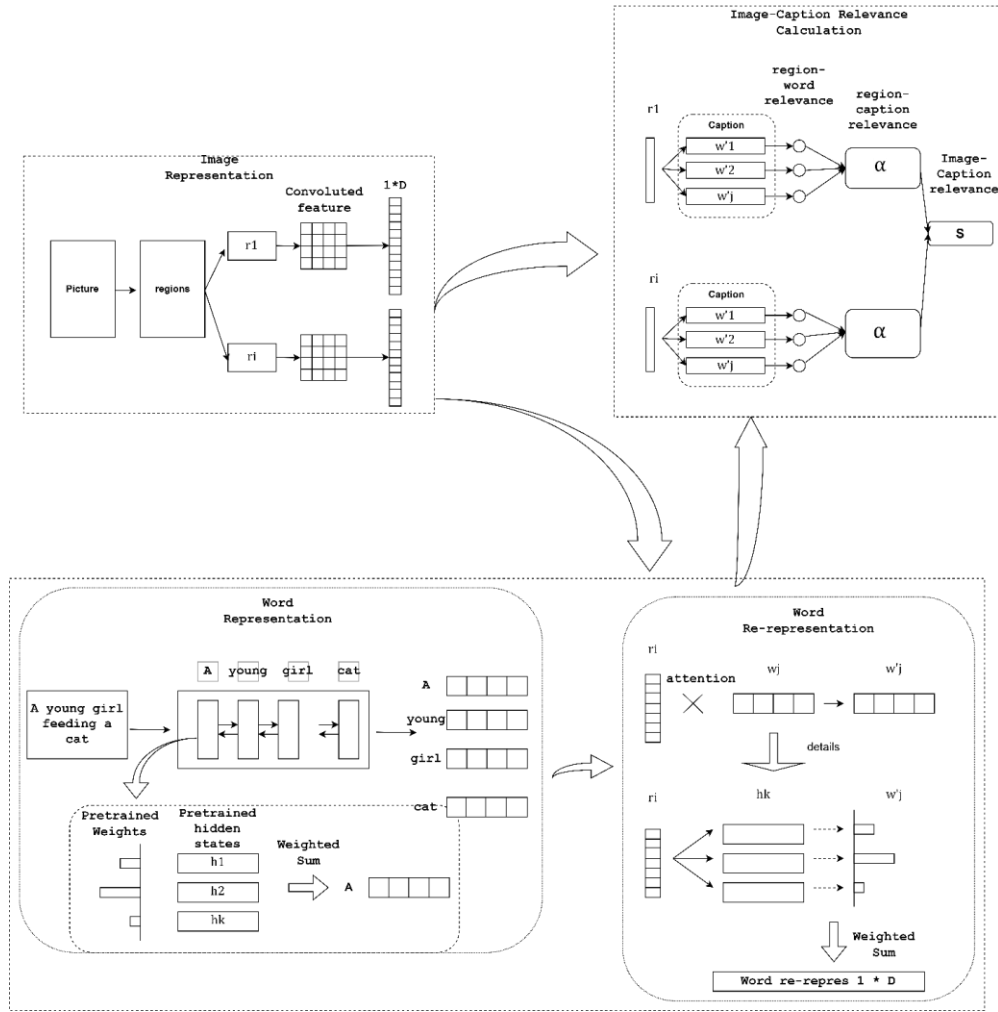 Image
Representation
Convoluted
feature
1*D
Picture
regions
r1
ri
Image-Caption Relevance
Calculation
region-
word
relevance
region-
caption
relevance
Image-
Caption
relevance
r1
Caption
w'1
w'2
w'j
α
S
ri
Caption
w'1
w'2
w'j
α
Word
Representation
A young girl cat
A young girl
feeding a
cat
A
young
girl
cat
Pretrained
Weights
Pretrained
hidden
states
h1
h2
hk
Weighted
Sum
A
Word
Re-representation
ri
attention
wj
w'j
details
ri
hk
w'j
Weighted
Sum
Word re-repres 1 * D